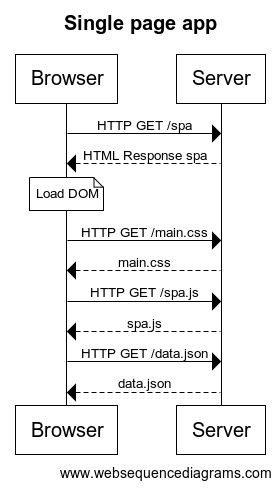 Single page app
Browser
Server
HTTP GET /spa
HTML Response spa
Load DOM
HTTP GET /main.css
main.css
HTTP GET /spa.js
spa.js
HTTP GET /data.json
data.json
Browser
Server
www.websequencediagrams.com